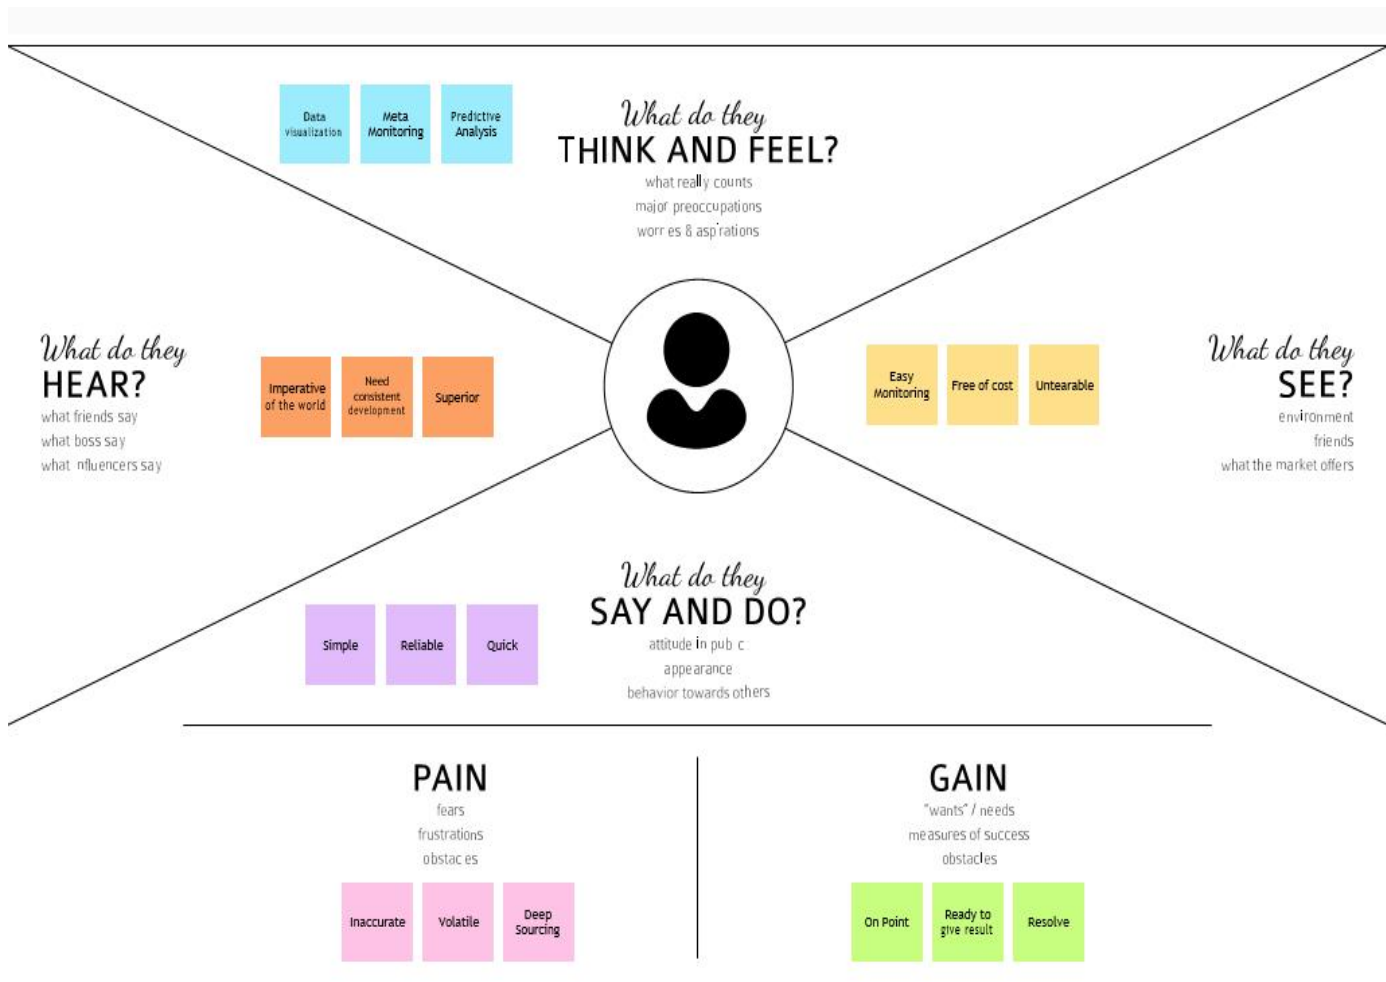 Data
visualization
Meta
Monitoring
Predictive
Analysis
What do they
THINK AND FEEL?
what really counts
major preoccupations
worr es & aspirations
What do they
HEAR?
what friends say
what boss say
what nfluencers say
Imperative
of the world
Need
consistent
development
Superior
Easy
Monitoring
Free of cost
Untearable
What do they
SEE?
environment
friends
what the market offers
What do they
SAY AND DO?
attitude in pub c
appearance
behavior towards others
Simple
Reliable
Quick
PAIN
fears
frustrations
obstac es
Inaccurate
Volatile
Deep
Sourcing
GAIN
"wants" / needs
measures of success
obstacles
On Point
Ready to
give result
Resolve